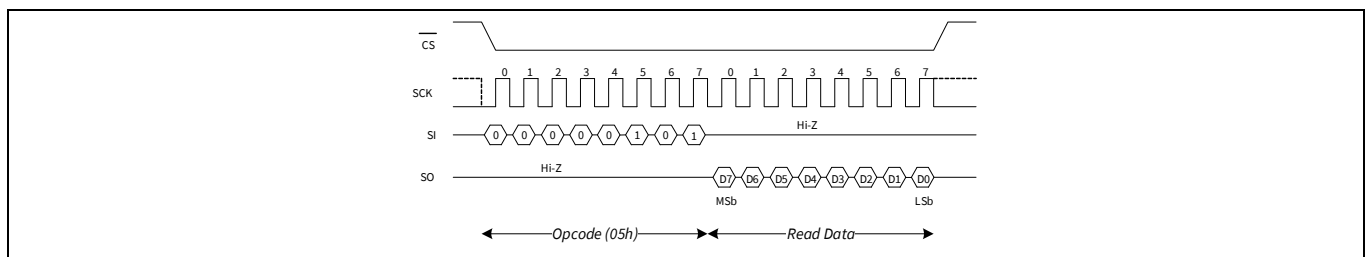 CS
0 1 2 3 4 5 6 7 0 1 2 3 4 5 6 7
SCK
Hi-Z
SI 0 0 0 0 0 1 0 1
Hi-Z
SO D7 D6 D5 D4 D3 D2 D1 D0
MSb LSb
Opcode (05h) Read Data